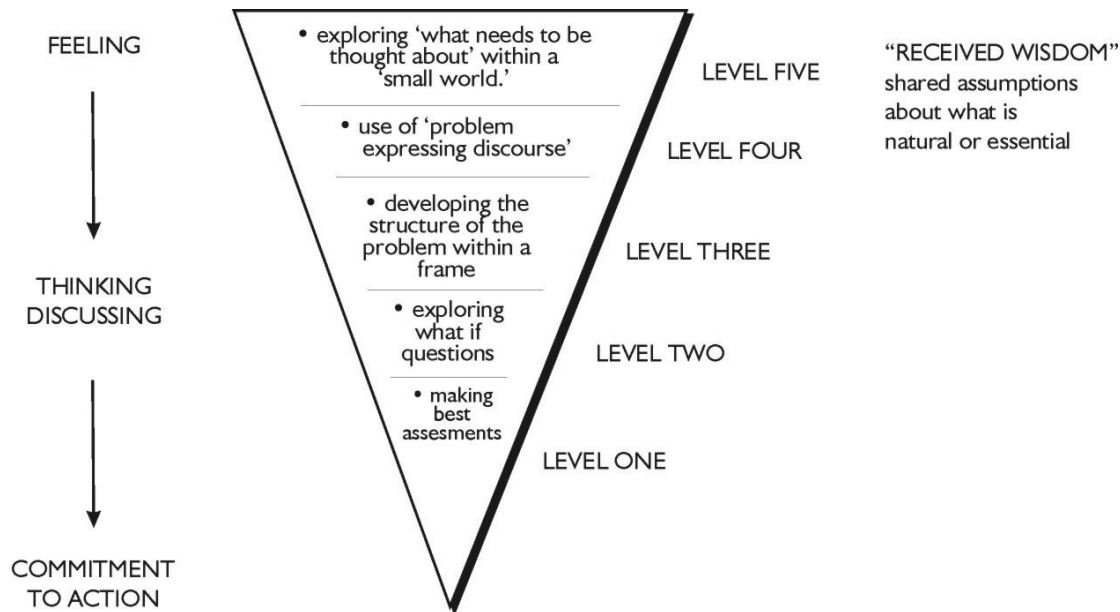 FEELING
THINKING
DISCUSSING
COMMITMENT
TO ACTION
• exploring ‘what needs to be
thought about’ within a
‘small world.’
• use of ‘problem
expressing discourse’
• developing the
structure of the
problem within a
frame
• exploring
what if
questions
• making
best
assesments
LEVEL FIVE
LEVEL FOUR
LEVEL THREE
LEVEL TWO
LEVEL ONE
“RECEIVED WISDOM”
shared assumptions
about what is
natural or essential